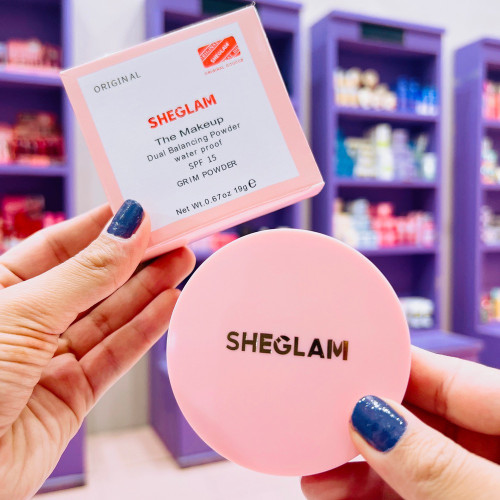 ORIGINAL
SHEGLAM
SHEGLAM
The Makeup
Dual Balancing Powder
water proof
SPF 15
GRIM POWDER
Net Wt.0.67oz 19g e
SHEGLAM